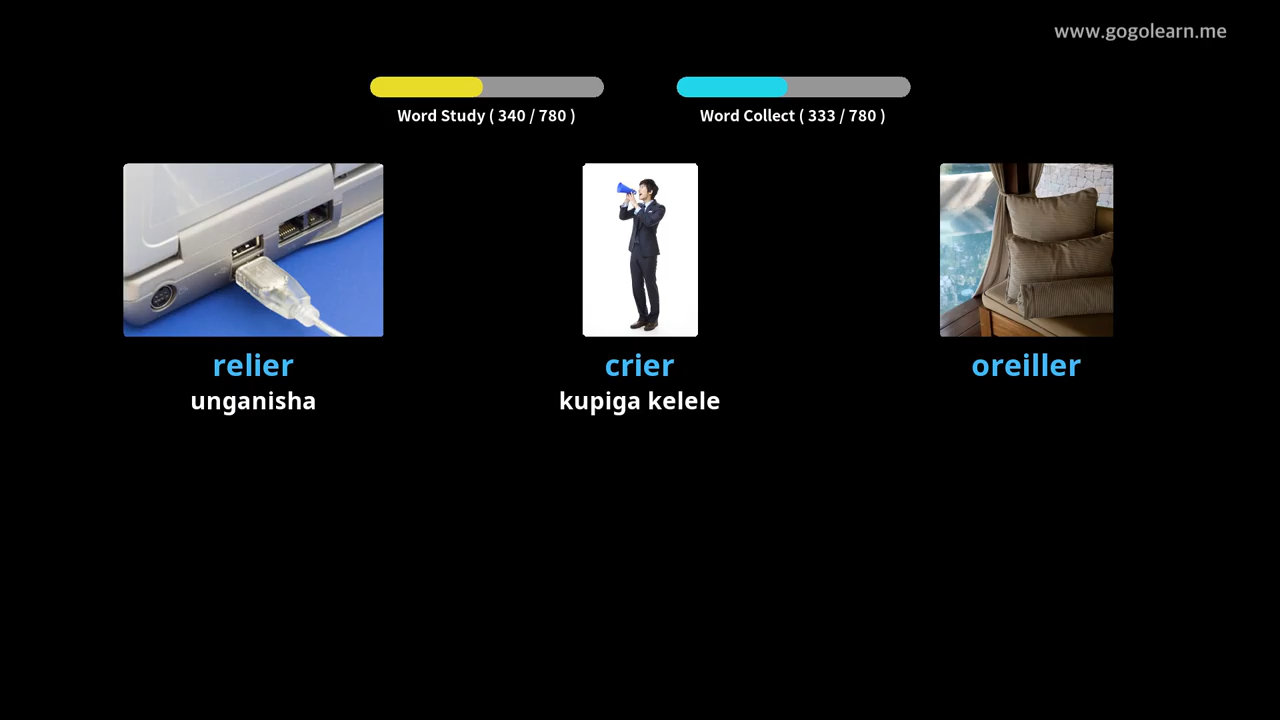 www.gogolearn.me
Word Study ( 340 / 780 )
Word Collect ( 333 / 780 )
relier
unganisha
crier
kupiga kelele
oreiller